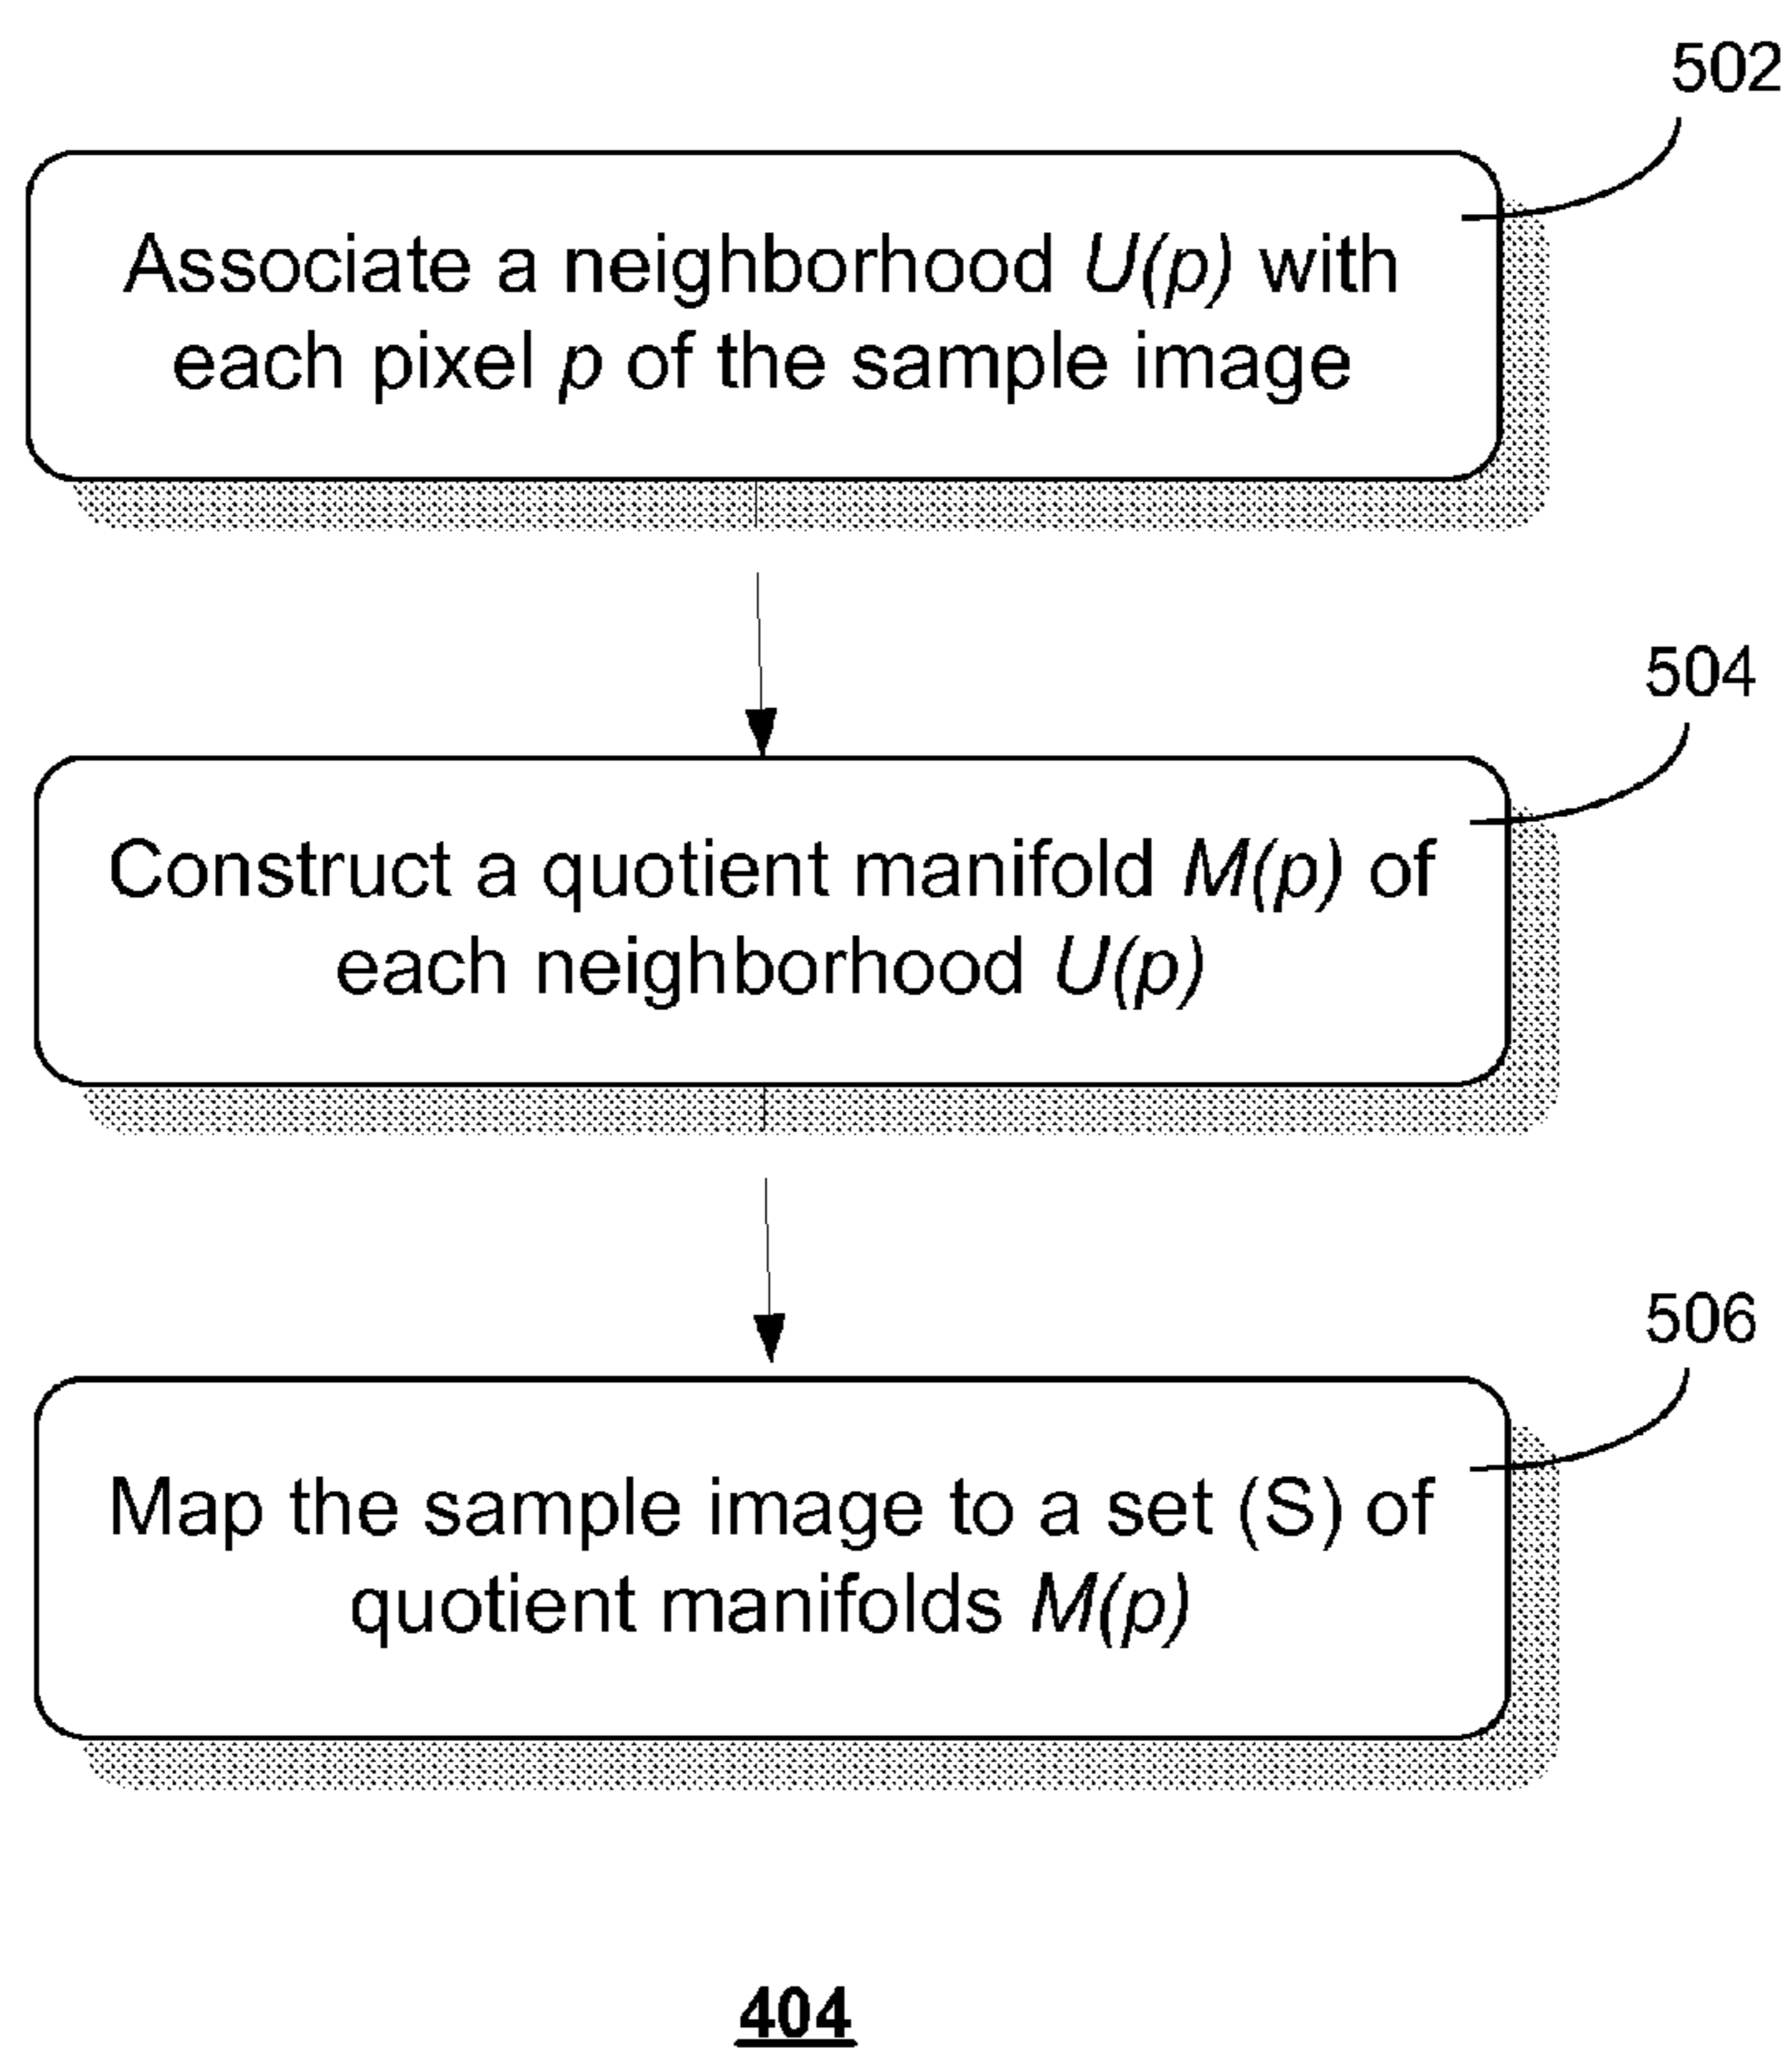 502
Associate a neighborhood U(p) with
each pixel p of the sample image
504
Construct a quotient manifold M(p) of
each neighborhood U(p)
506
Map the sample image to a set (S) of
quotient manifolds M(p)
404